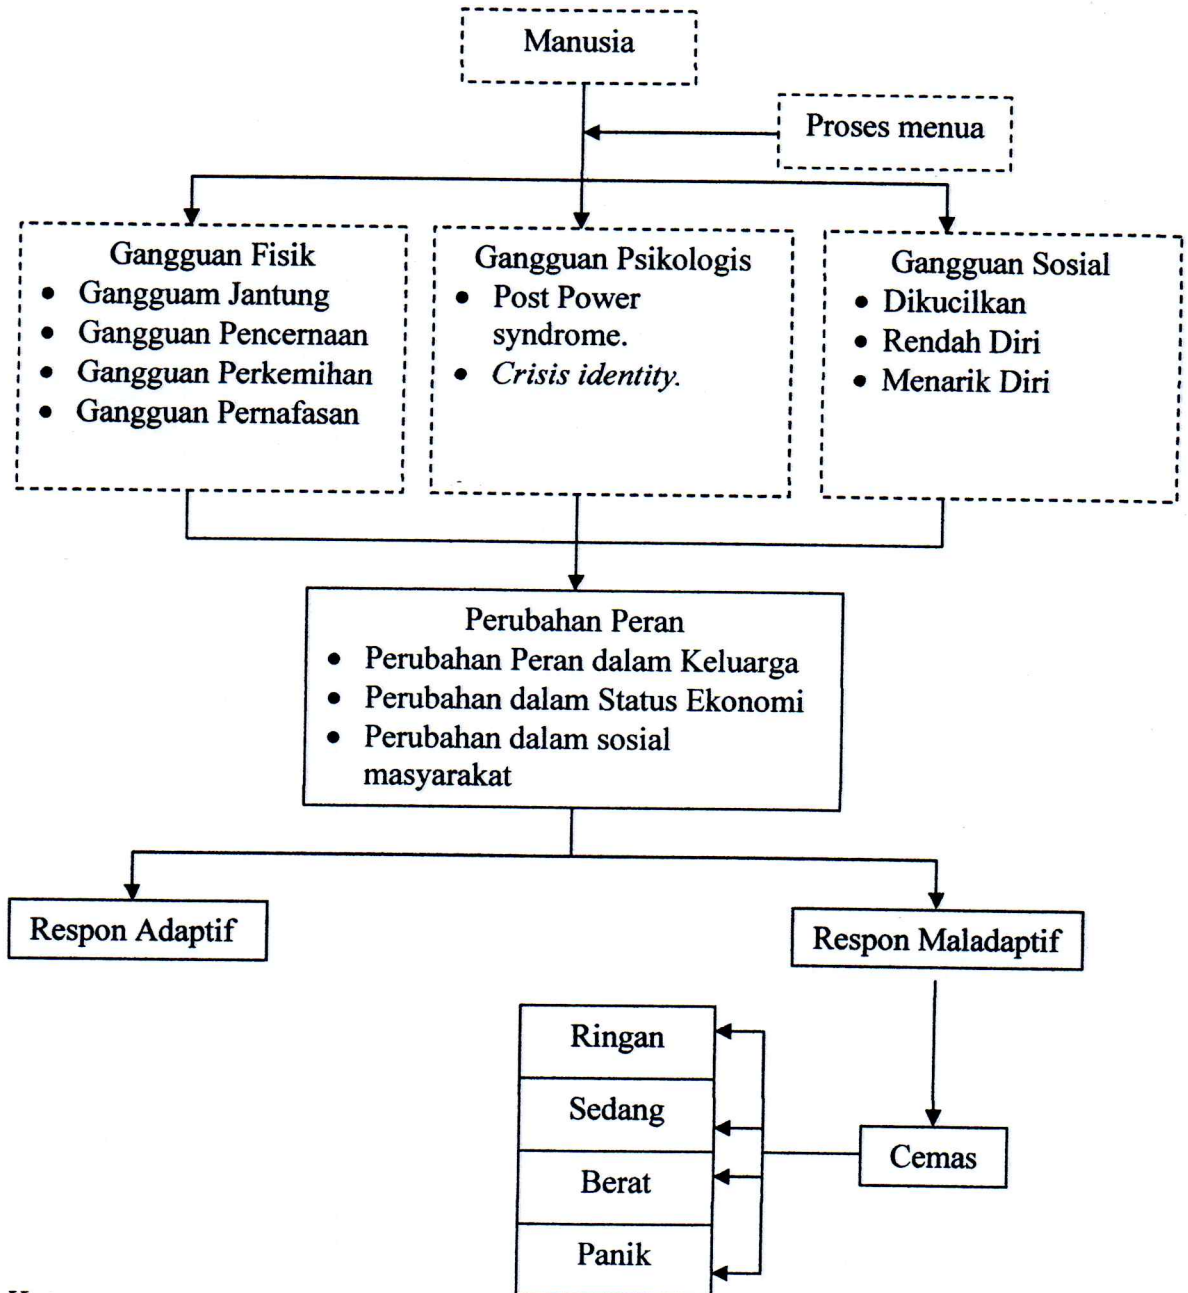 Manusia
Proses menua
Gangguan Fisik
• Gangguam Jantung
• Gangguan Pencernaan
• Gangguan Perkemihan
• Gangguan Pernafasan
Gangguan Psikologis
• Post Power
syndrome.
• Crisis identity.
Gangguan Sosial
• Dikucilkan
• Rendah Diri
• Menarik Diri
Perubahan Peran
• Perubahan Peran dalam Keluarga
• Perubahan dalam Status Ekonomi
• Perubahan dalam sosial
masyarakat
Respon Adaptif
Respon Maladaptif
Ringan
Sedang
Berat
Panik
Cemas